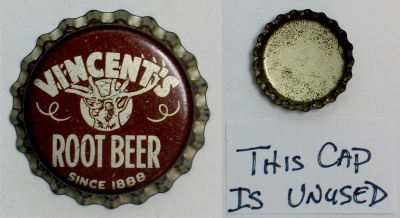 VINCENT'S
ROOT BEER
SINCE 1888
THIS CAP
IS UNUSED